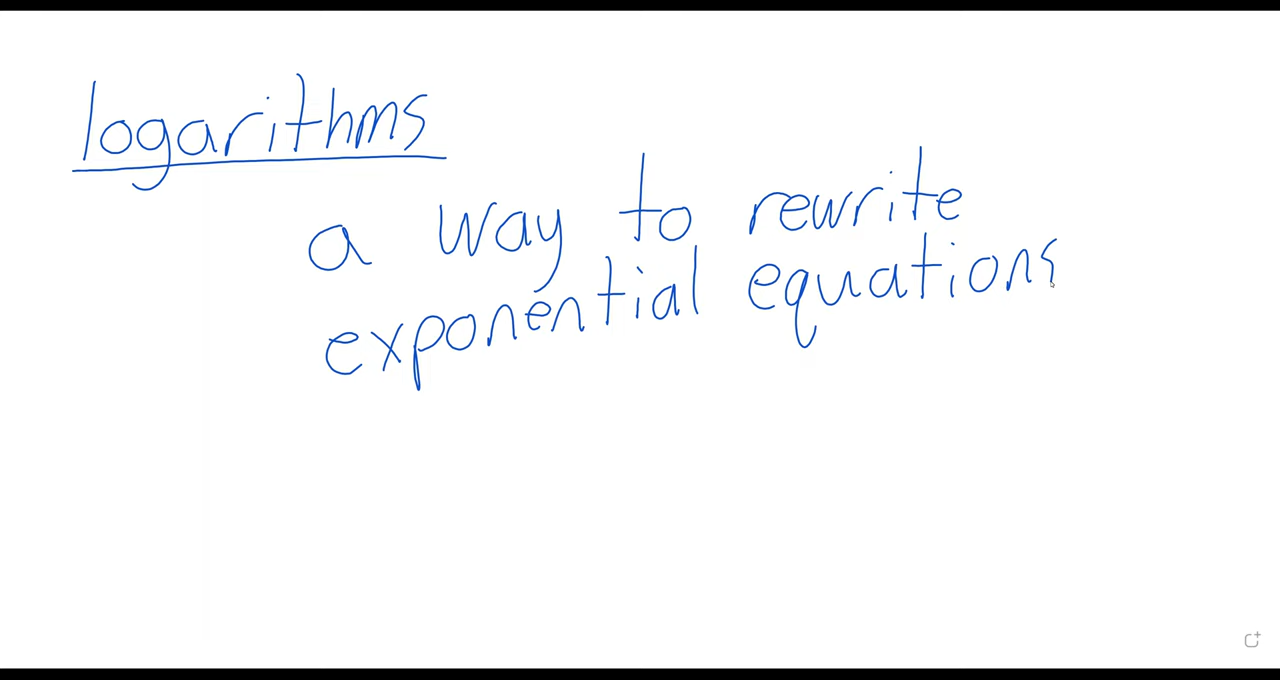 logarithms
a way to rewrite
exponential equations